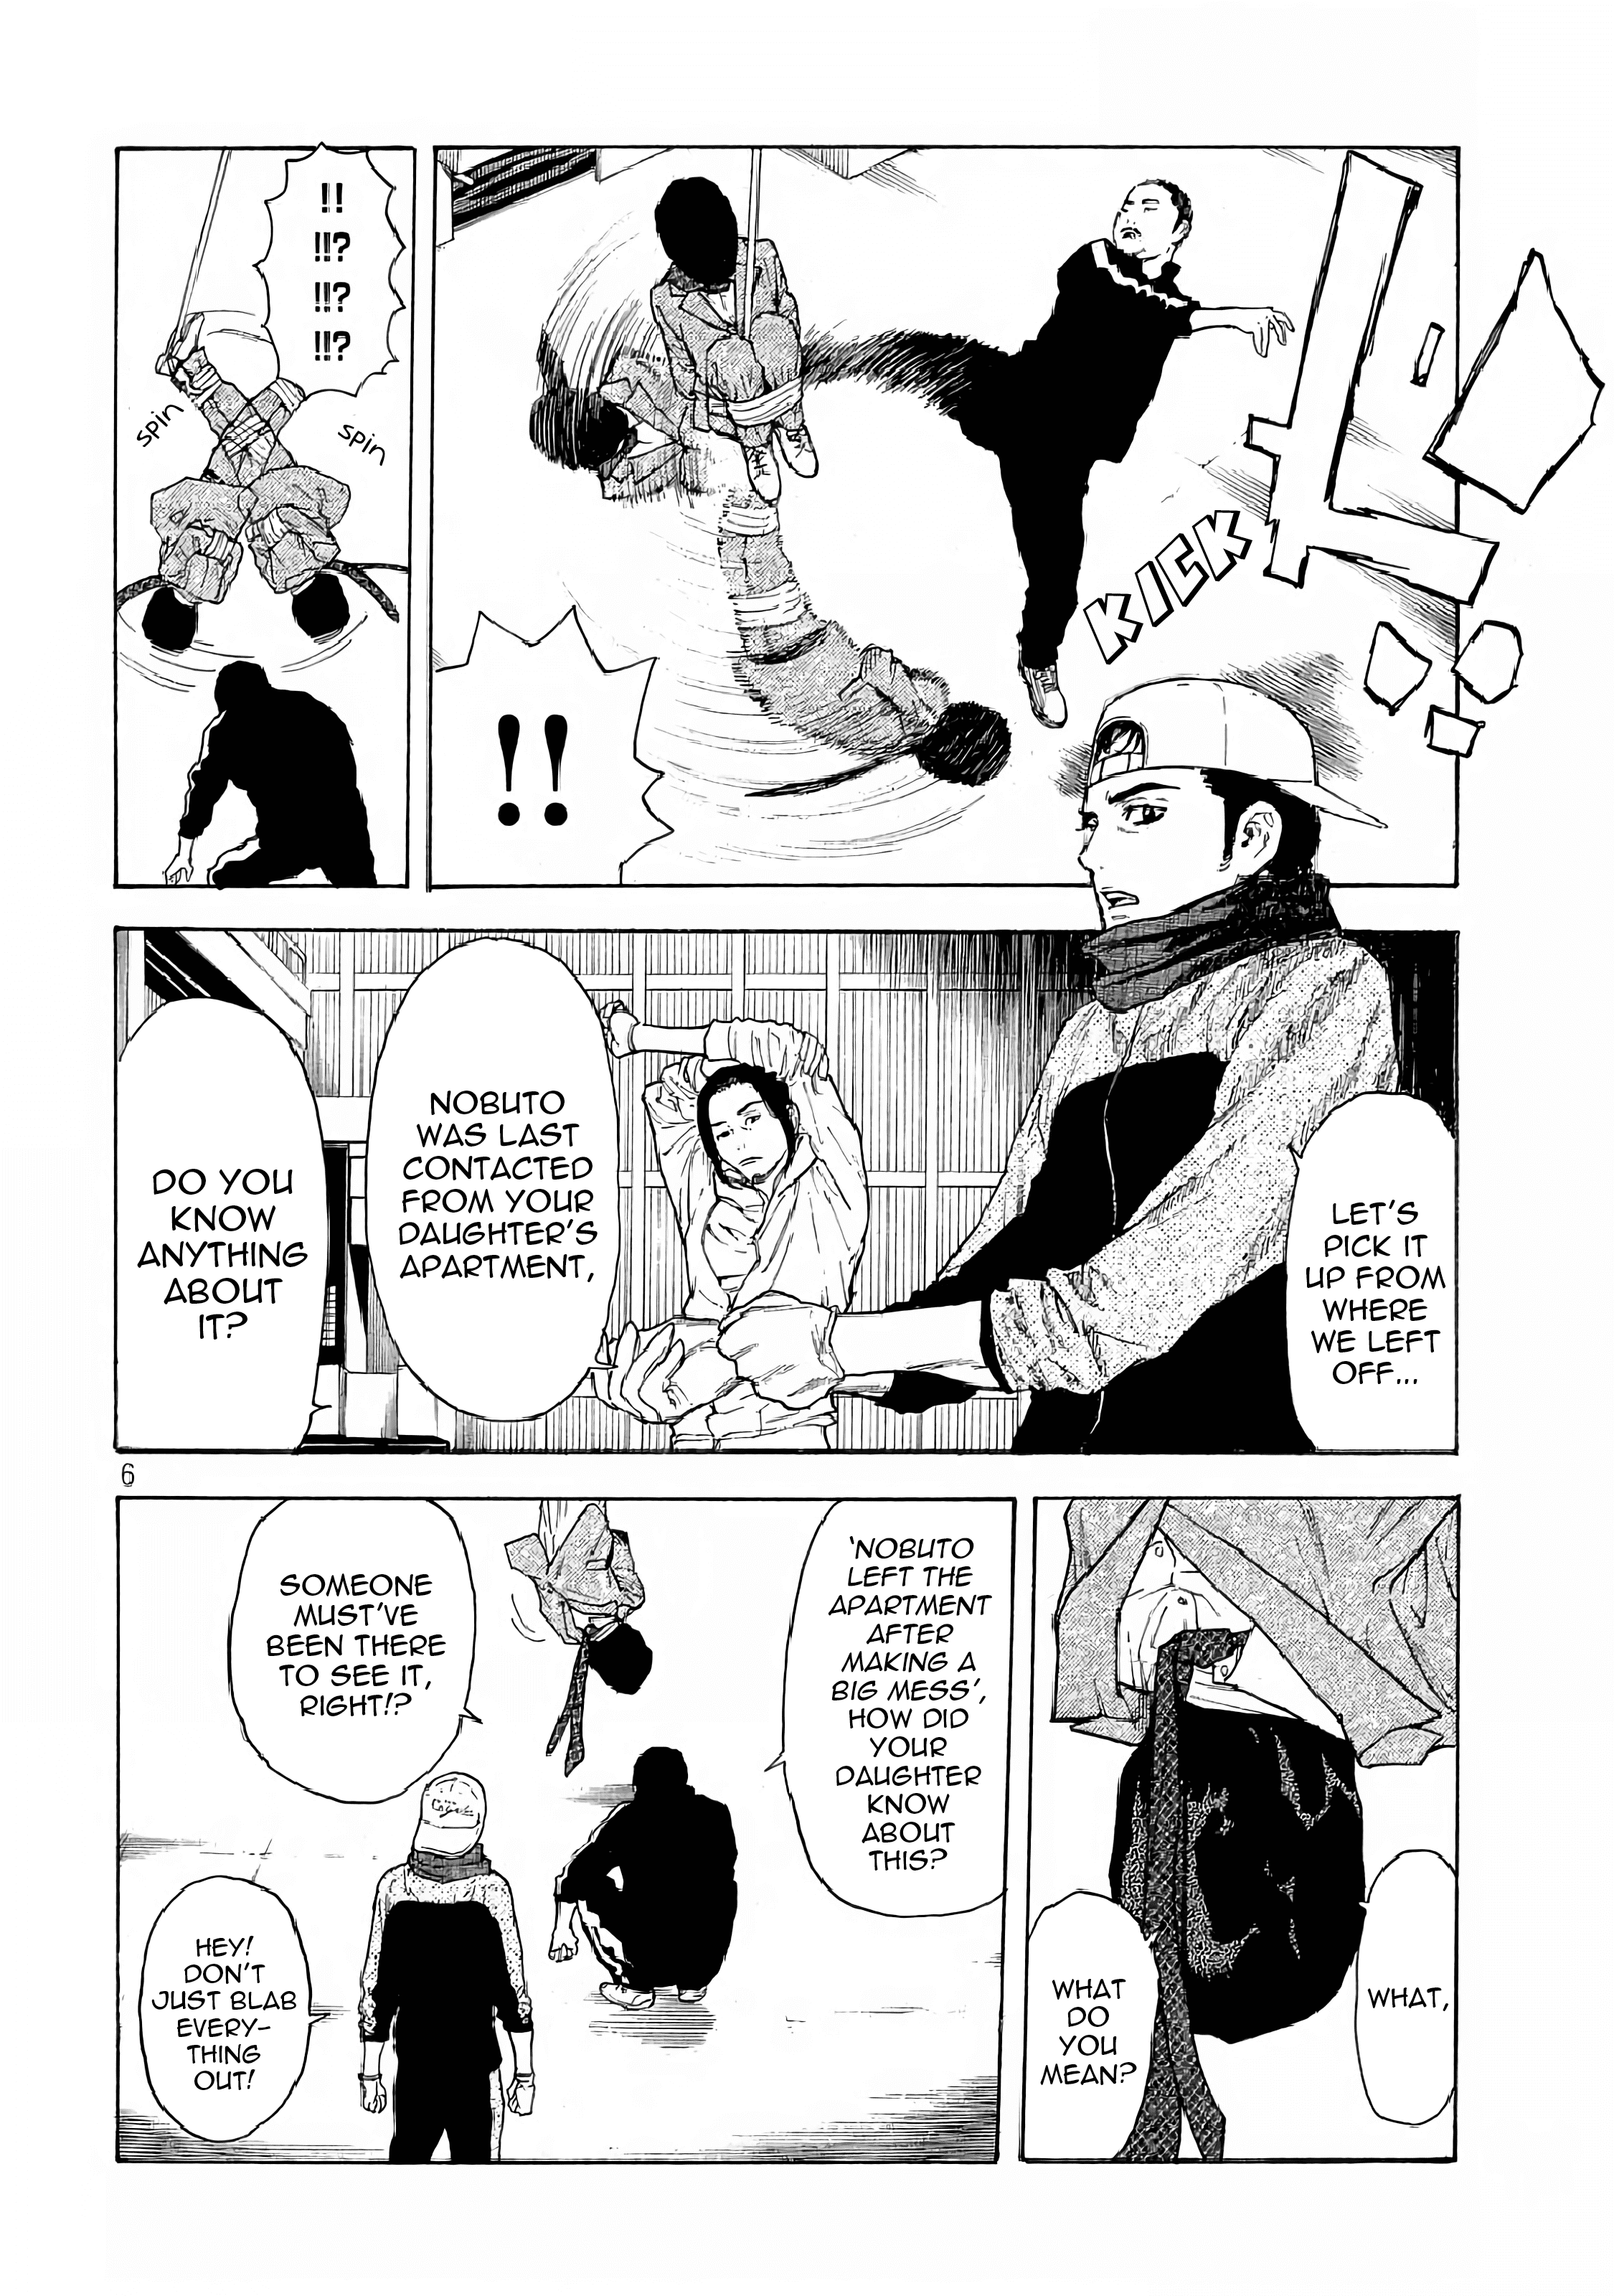 KICK
!!
!!
!!?
!!?
!!?
spin
spin
LET'S
PICK IT
UP FROM
WHERE
WE LEFT
OFF...
NOBUTO
WAS LAST
CONTACTED
FROM YOUR
DAUGHTER'S
APARTMENT,
DO YOU
KNOW
ANYTHING
ABOUT
IT?
6
WHAT,
WHAT
DO
YOU
MEAN?
'NOBUTO
LEFT THE
APARTMENT
AFTER
MAKING A
BIG MESS',
HOW DID
YOUR
DAUGHTER
KNOW
ABOUT
THIS?
SOMEONE
MUST'VE
BEEN THERE
TO SEE IT,
RIGHT!?
HEY!
DON'T
JUST BLAB
EVERY-
THING
OUT!